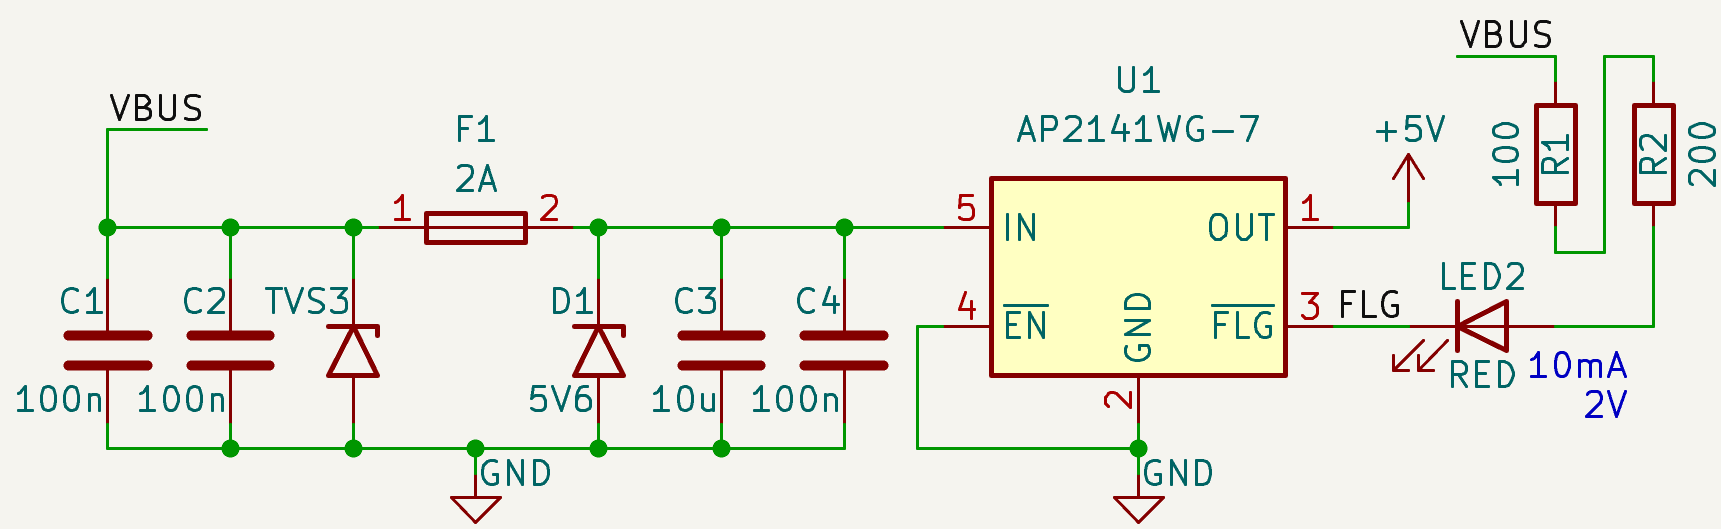 VBUS
F1
2A
1
2
C1
100n
C2
100n
TVS3
D1
5V6
C3
10u
C4
100n
GND
U1
AP2141WG-7
5
IN
OUT
1
4
EN
GND
FLG
3
2
GND
+5V
VBUS
100
R1
R2
200
FLG
LED2
RED
10mA
2V